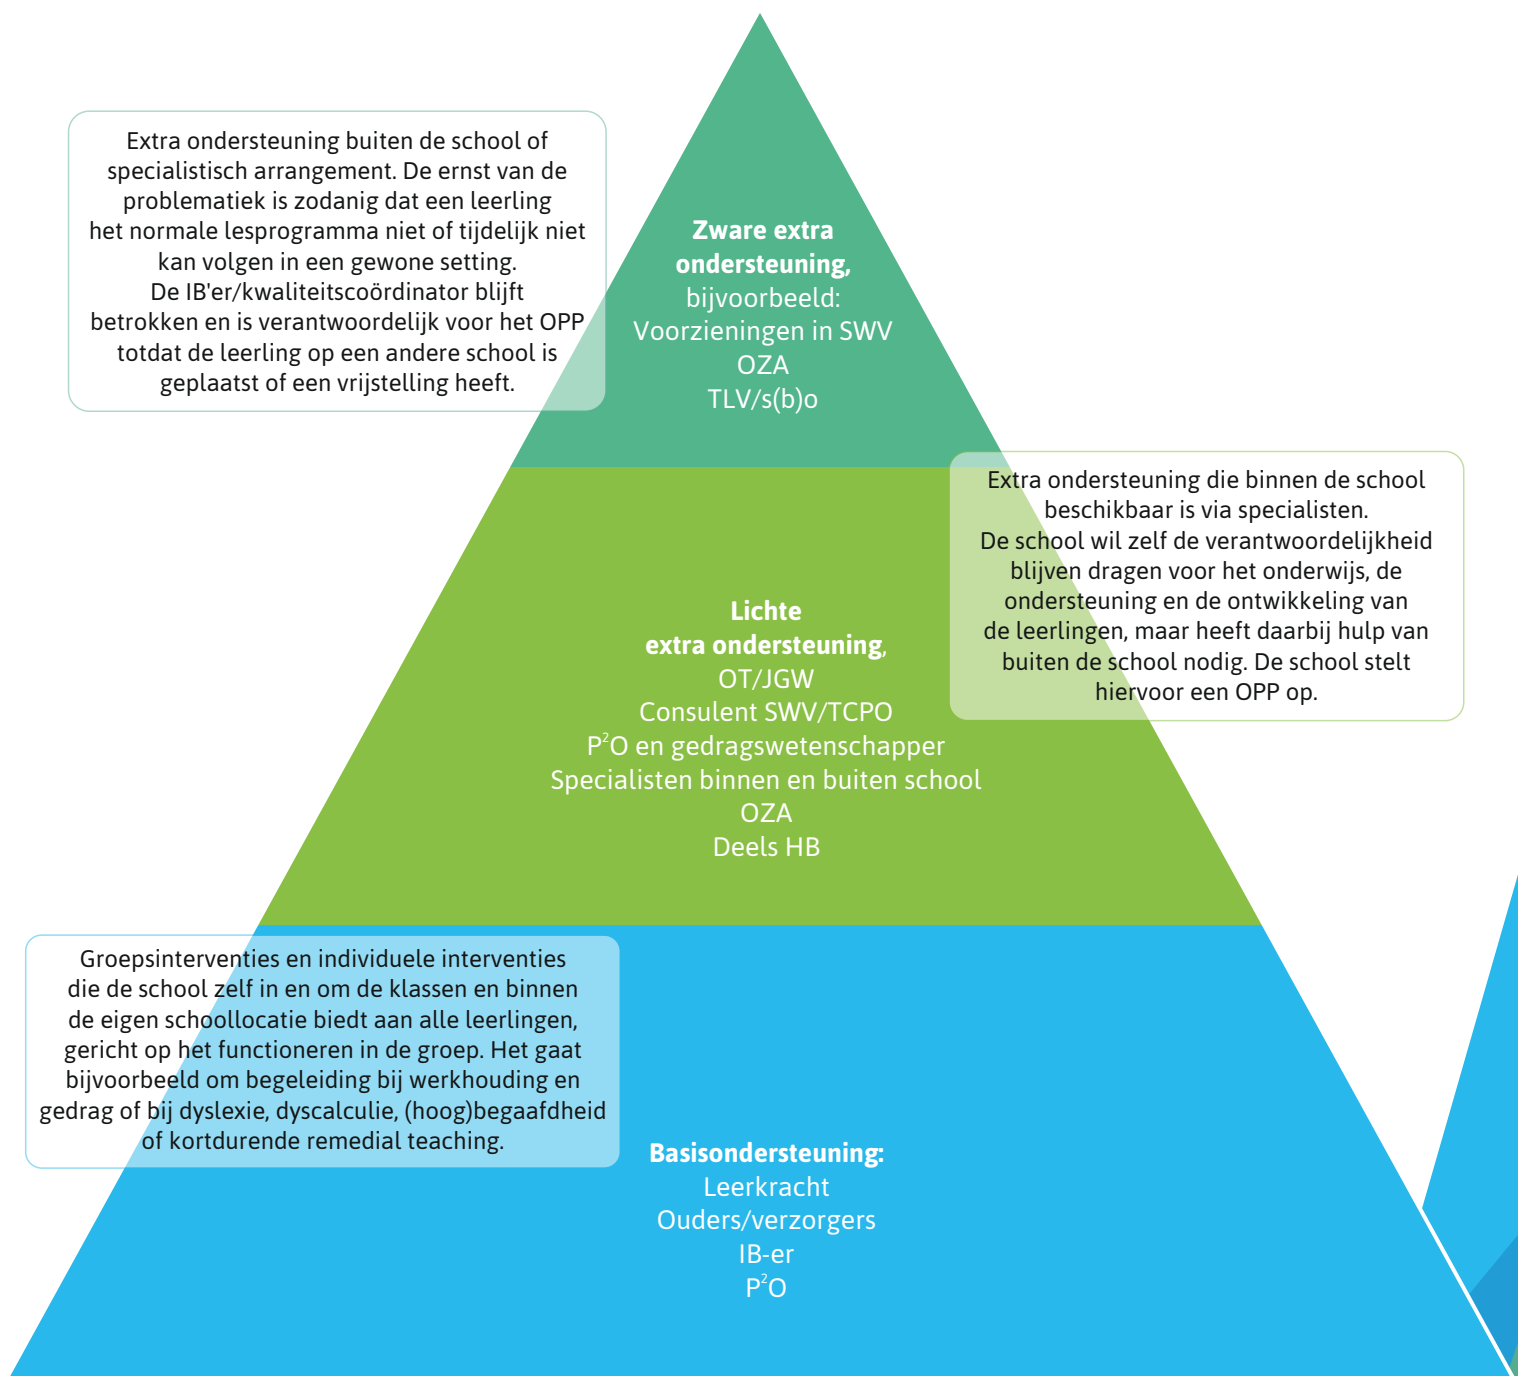 Extra ondersteuning buiten de school of
specialistisch arrangement. De ernst van de
problematiek is zodanig dat een leerling
het normale lesprogramma niet of tijdelijk niet
kan volgen in een gewone setting.
De IB'er/kwaliteitscoördinator blijft
betrokken en is verantwoordelijk voor het OPP
totdat de leerling op een andere school is
geplaatst of een vrijstelling heeft.
Zware extra
ondersteuning,
bijvoorbeeld:
Voorzieningen in SWV
OZA
TLV/s(b)o
Extra ondersteuning die binnen de school
beschikbaar is via specialisten.
De school wil zelf de verantwoordelijkheid
blijven dragen voor het onderwijs, de
ondersteuning en de ontwikkeling van
de leerlingen, maar heeft daarbij hulp van
buiten de school nodig. De school stelt
hiervoor een OPP op.
Lichte
extra ondersteuning,
OT/JGW
Consulent SWV/TCPO
P²O en gedragswetenschapper
Specialisten binnen en buiten school
OZA
Deels HB
Groepsinterventies en individuele interventies
die de school zelf in en om de klassen en binnen
de eigen schoollocatie biedt aan alle leerlingen,
gericht op het functioneren in de groep. Het gaat
bijvoorbeeld om begeleiding bij werkhouding en
gedrag of bij dyslexie, dyscalculie, (hoog)begaafdheid
of kortdurende remedial teaching.
Basisondersteuning:
Leerkracht
Ouders/verzorgers
IB-er
P²O